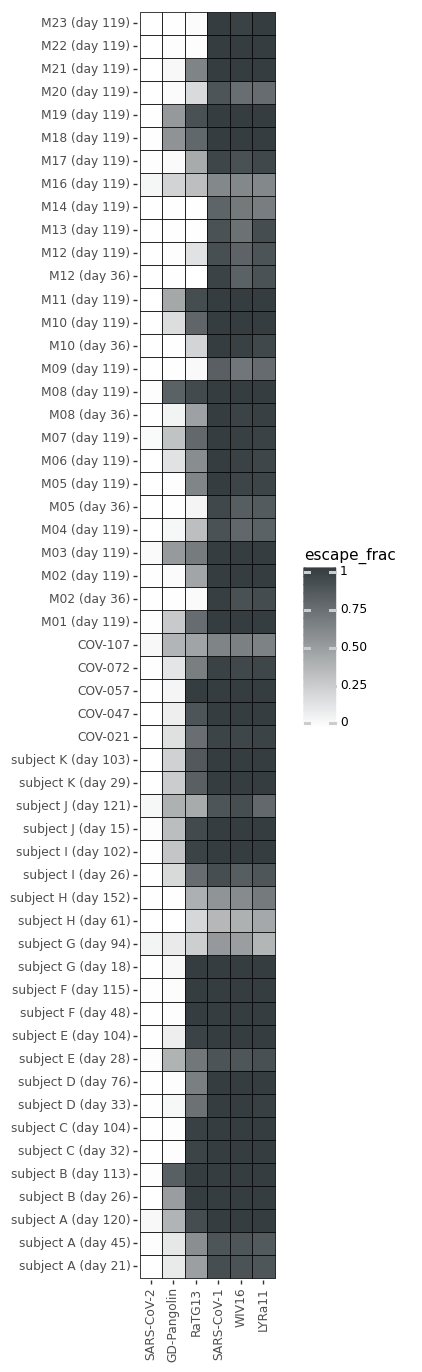 M23 (day 119)
M22 (day 119)
M21 (day 119)
M20 (day 119)
M19 (day 119)
M18 (day 119)
M17 (day 119)
M16 (day 119)
M14 (day 119)
M13 (day 119)
M12 (day 119)
M12 (day 36)
M11 (day 119)
M10 (day 119)
M10 (day 36)
M09 (day 119)
M08 (day 119)
M08 (day 36)
M07 (day 119)
M06 (day 119)
M05 (day 119)
M05 (day 36)
M04 (day 119)
M03 (day 119)
M02 (day 119)
M02 (day 36)
M01 (day 119)
COV-107
COV-072
COV-057
COV-047
COV-021
subject K (day 103)
subject K (day 29)
subject J (day 121)
subject J (day 15)
subject I (day 102)
subject I (day 26)
subject H (day 152)
subject H (day 61)
subject G (day 94)
subject G (day 18)
subject F (day 115)
subject F (day 48)
subject E (day 104)
subject E (day 28)
subject D (day 76)
subject D (day 33)
subject C (day 104)
subject C (day 32)
subject B (day 113)
subject B (day 26)
subject A (day 120)
subject A (day 45)
subject A (day 21)
SARS-CoV-2
GD-Pangolin
RaTG13
SARS-CoV-1
WIV16
LYRa11
escape_frac
1
0.75
0.50
0.25
0